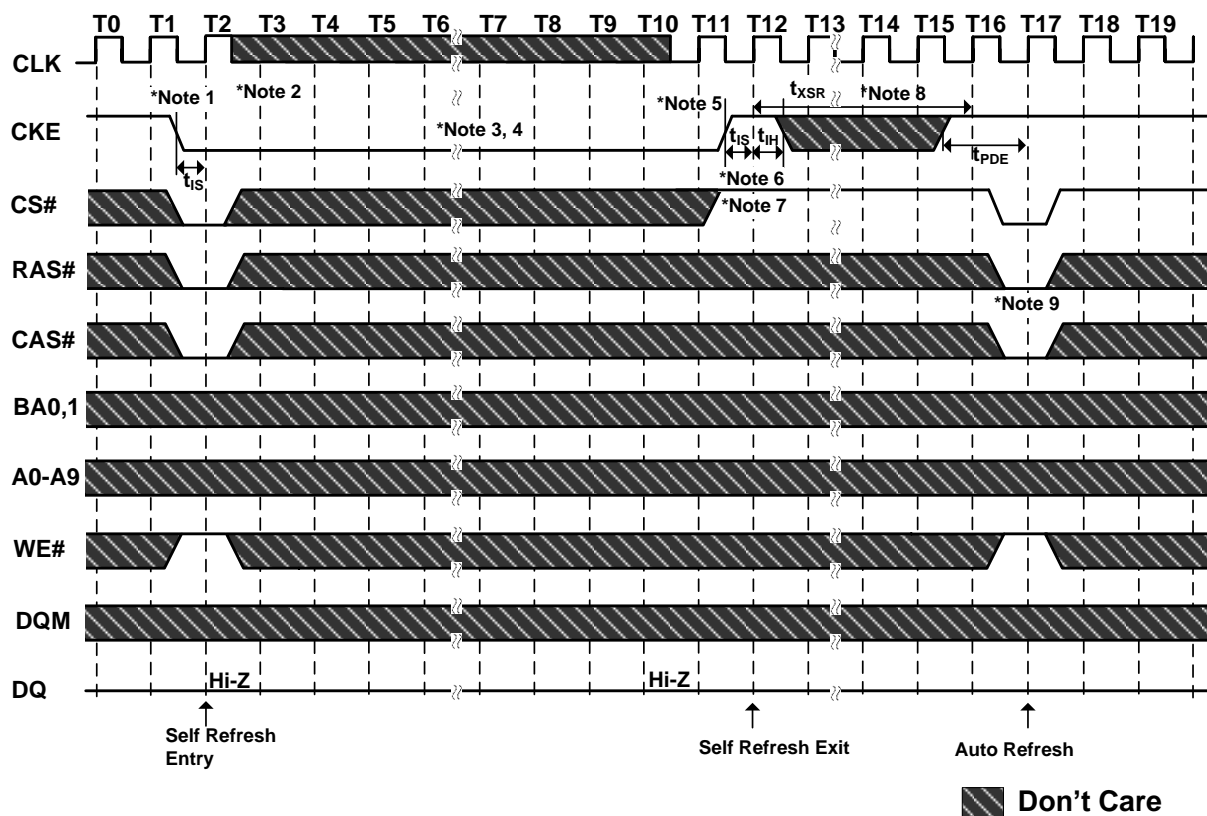 T0 T1 T2 T3 T4 T5 T6 T7 T8 T9 T10 T11 T12 T13 T14 T15 T16 T17 T18 T19
CLK
*Note 1 *Note 2 *Note 5 tXSR *Note 8
CKE
*Note 3, 4
tIS tIS tIH tPDE
*Note 6
CS#
*Note 7
RAS#
*Note 9
CAS#
BA0,1
A0-A9
WE#
DQM
Hi-Z Hi-Z
DQ
Self Refresh
Entry
Self Refresh Exit
Auto Refresh
Don't Care